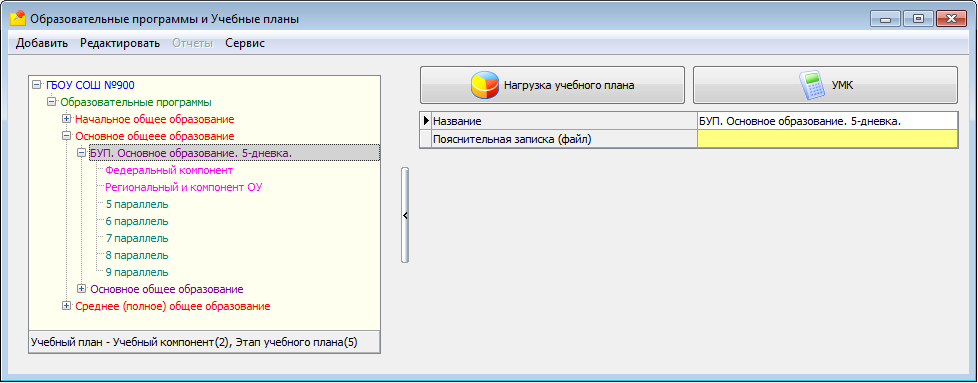 Образовательные программы и Учебные планы
Добавить Редактировать Отчеты Сервис
ГБОУ СОШ №900
Образовательные программы
Начальное общее образование
Основное общеее образование
БУП. Основное образование. 5-дневка.
Федеральный компонент
Региональный и компонент ОУ
5 параллель
6 параллель
7 параллель
8 параллель
9 параллель
Основное общее образование
Среднее (полное) общее образование
Учебный план - Учебный компонент(2), Этап учебного плана(5)
Нагрузка учебного плана УМК
Название БУП. Основное образование. 5-дневка.
Пояснительная записка (файл)